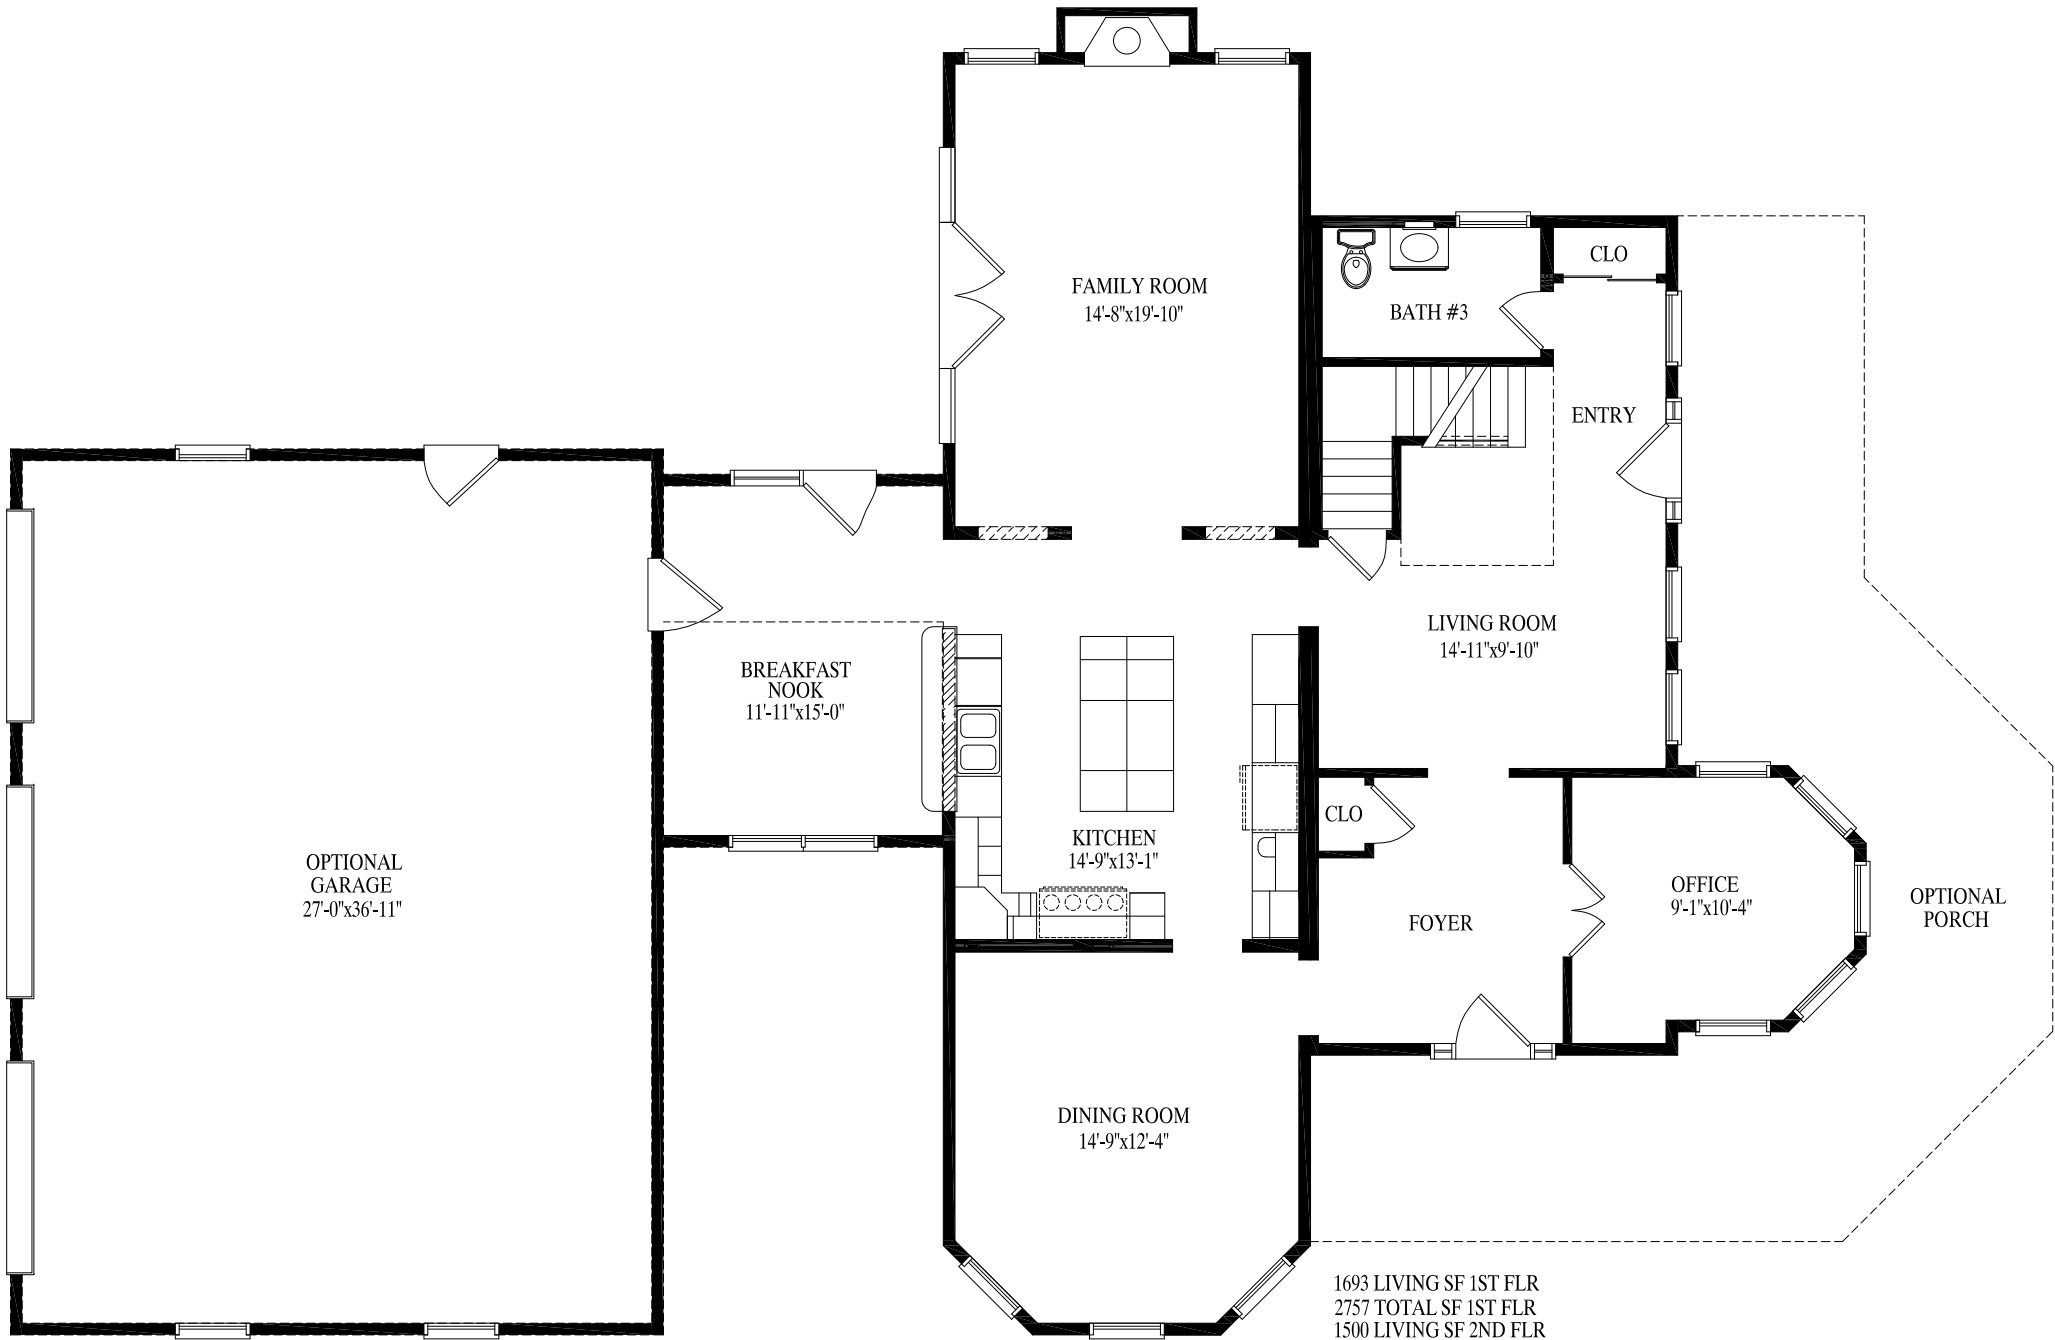 FAMILY ROOM
14'-8"x19'-10"
CLO
BATH #3
ENTRY
LIVING ROOM
14'-11"x9'-10"
BREAKFAST
NOOK
11'-11"x15'-0"
CLO
KITCHEN
14'-9"x13'-1"
OPTIONAL
GARAGE
27'-0"x36'-11"
OFFICE
9'-1"x10'-4"
OPTIONAL
PORCH
FOYER
DINING ROOM
14'-9"x12'-4"
1693 LIVING SF 1ST FLR
2757 TOTAL SF 1ST FLR
1500 LIVING SF 2ND FLR